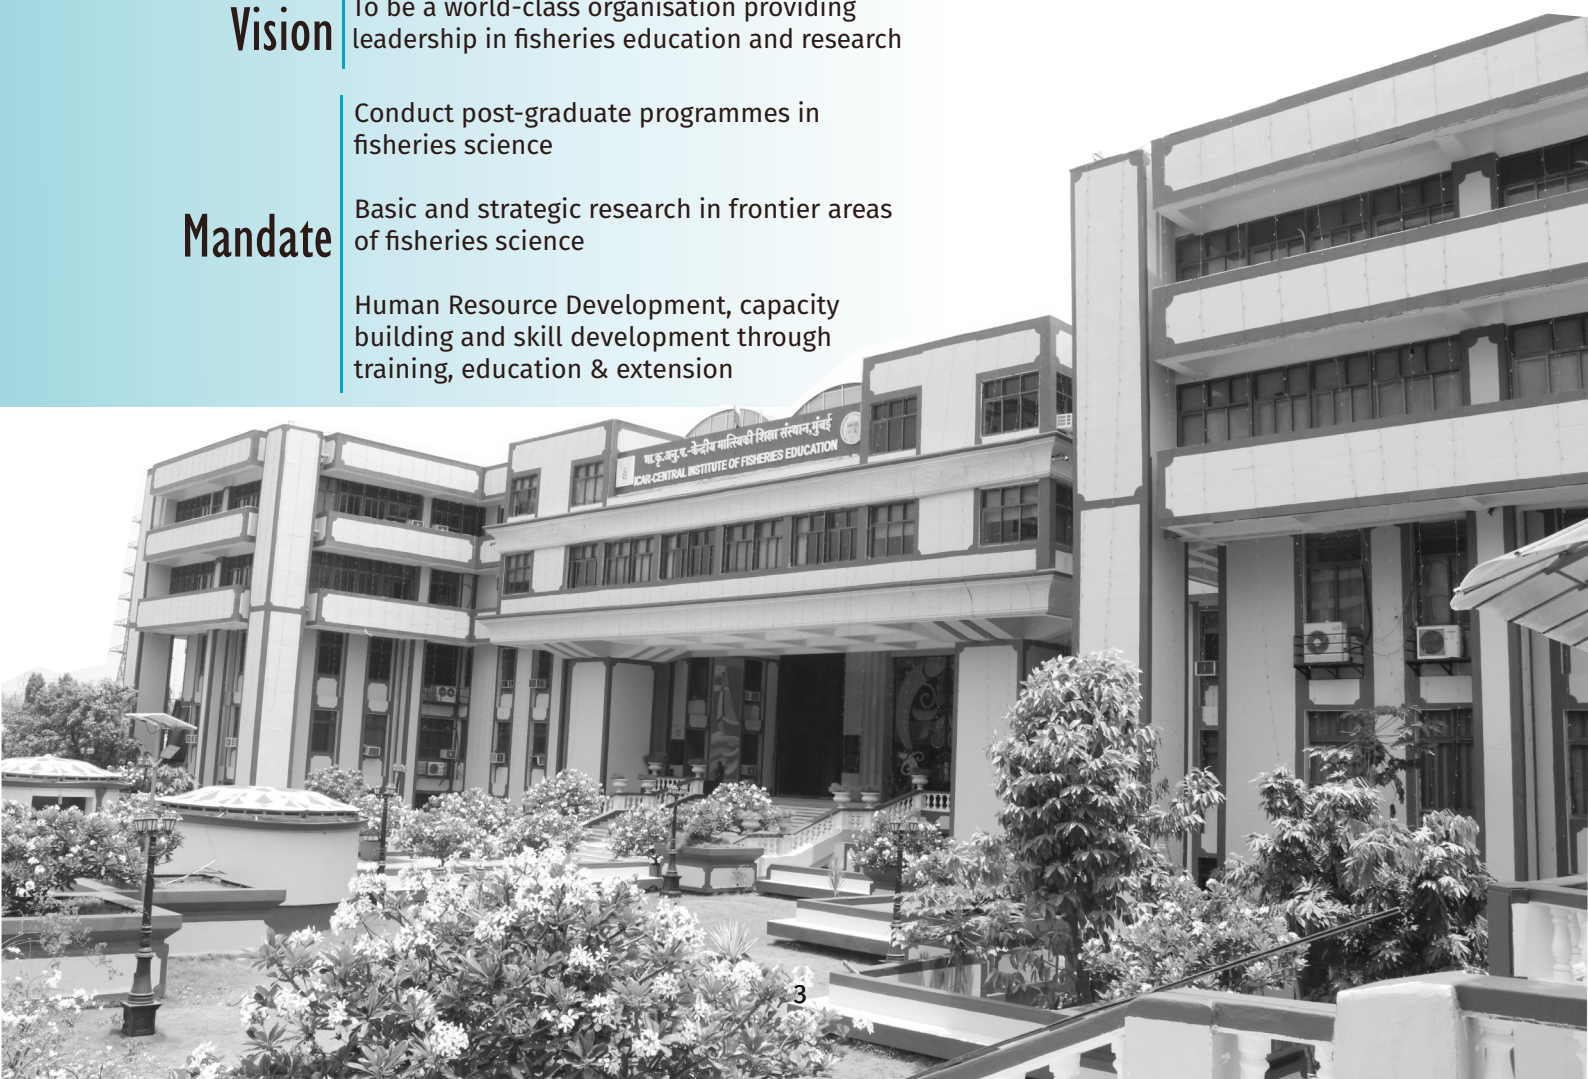 Vision
To be a world-class organisation providing
leadership in fisheries education and research
Mandate
Conduct post-graduate programmes in
fisheries science
Basic and strategic research in frontier areas
of fisheries science
Human Resource Development, capacity
building and skill development through
training, education & extension
भा.कृ.अनु.प.-केन्द्रीय मात्स्यिकी शिक्षा संस्थान,मुंबई
ICAR-CENTRAL INSTITUTE OF FISHERIES EDUCATION
3